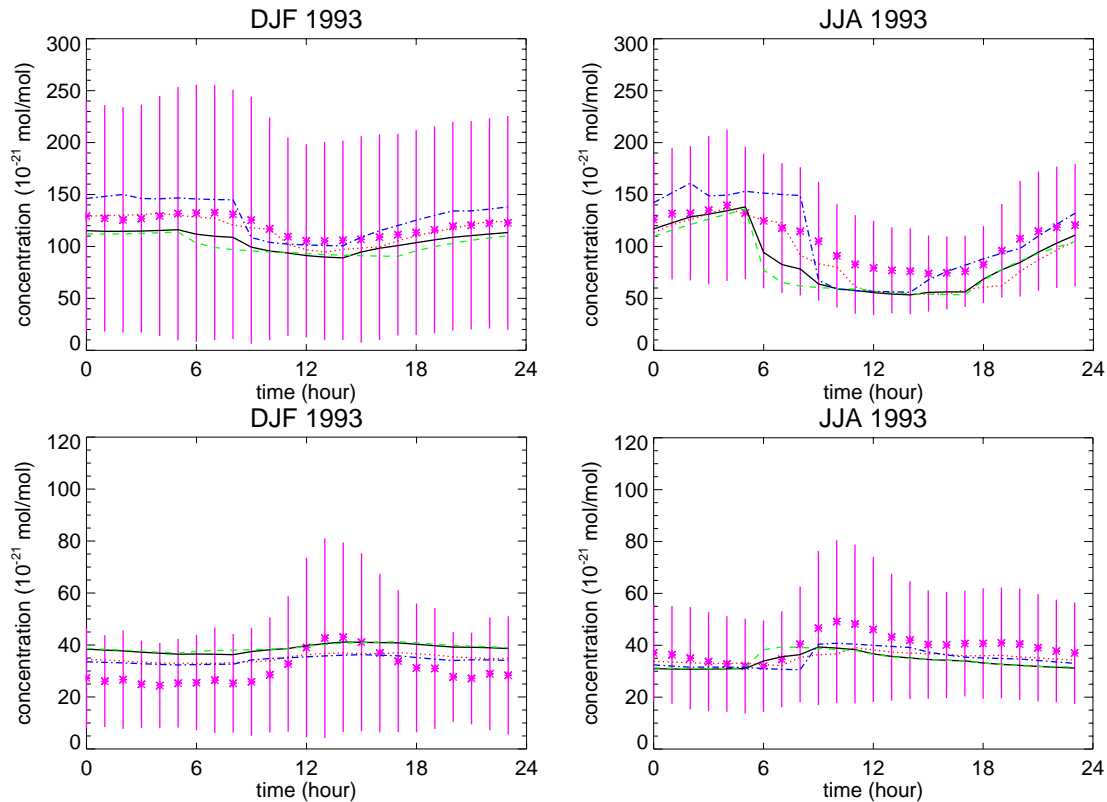 DJF 1993
300
250
200
150
100
50
0
concentration (10⁻²¹ mol/mol)
0 6 12 18 24
time (hour)
JJA 1993
300
250
200
150
100
50
0
concentration (10⁻²¹ mol/mol)
0 6 12 18 24
time (hour)
DJF 1993
120
100
80
60
40
20
0
concentration (10⁻²¹ mol/mol)
0 6 12 18 24
time (hour)
JJA 1993
120
100
80
60
40
20
0
concentration (10⁻²¹ mol/mol)
0 6 12 18 24
time (hour)